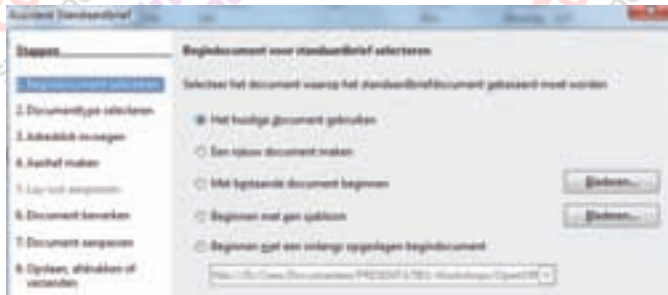 Assistent Standaardbrief
Stappen
Begindocument voor standaardbrief selecteren
1. Begindocument selecteren
Selecteer het document waarop het standaardbriefdocument gebaseerd moet worden
2. Documenttype selecteren
Het huidige document gebruiken
3. Adresblok invoegen
Een nieuw document maken
4. Aanhef maken
Met bestaande document beginnen
Bladeren...
5. Lay-out aanpassen
6. Document bewerken
Beginnen met een sjabloon
Bladeren...
7. Document aanpassen
Beginnen met een onlangs opgeslagen begindocument
8. Opslaan, afdrukken of
verzenden